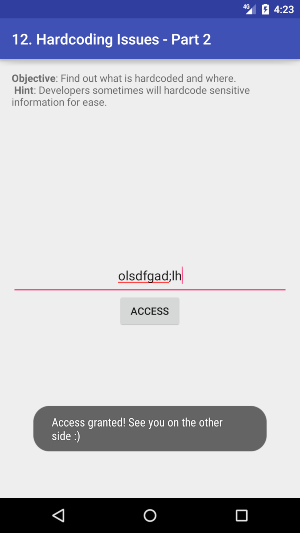 4G 4:23
12. Hardcoding Issues - Part 2
Objective: Find out what is hardcoded and where.
Hint: Developers sometimes will hardcode sensitive
information for ease.
olsdfgad;lh
ACCESS
Access granted! See you on the other
side :)